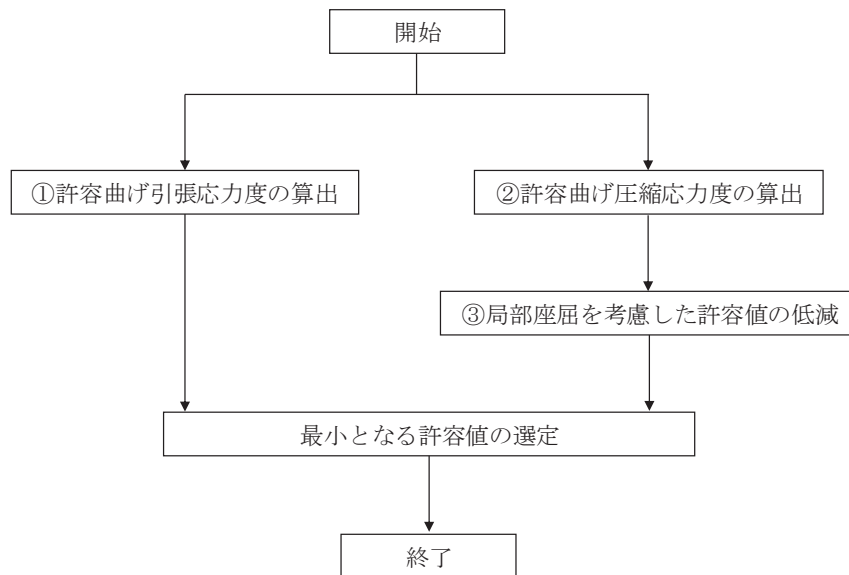 開始
①許容曲げ引張応力度の算出
②許容曲げ圧縮応力度の算出
③局部座屈を考慮した許容値の低減
最小となる許容値の選定
終了